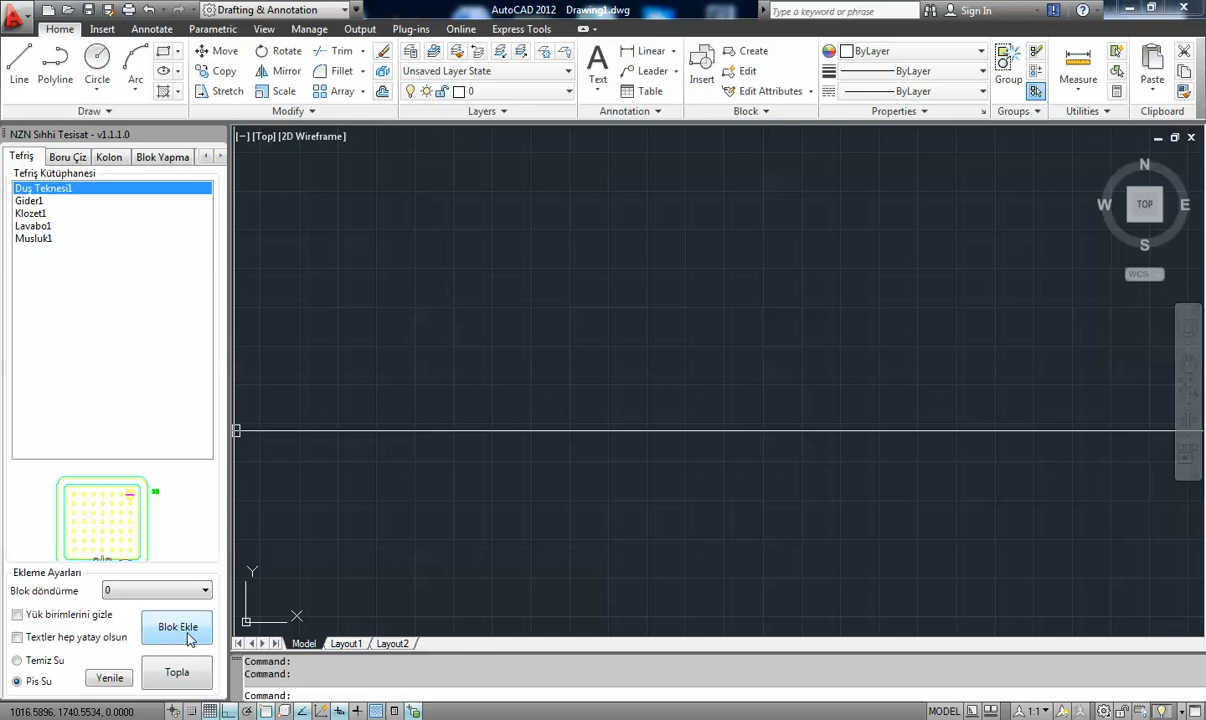 Drafting & Annotation
AutoCAD 2012 Drawing1.dwg
Type a keyword or phrase
Sign In
Home Insert Annotate Parametric View Manage Output Plug-ins Online Express Tools
Line
Polyline
Circle
Arc
Draw
Move
Rotate
Trim
Copy
Mirror
Fillet
Stretch
Scale
Array
Modify
Unsaved Layer State
0
Layers
Text
Linear
Leader
Table
Annotation
Insert
Create
Edit
Edit Attributes
Block
ByLayer
ByLayer
ByLayer
Properties
Group
Groups
Measure
Utilities
Paste
Clipboard
NZN Sıhhi Tesisat - v1.1.1.0
Tefriş Boru Çiz Kolon Blok Yapma
Tefriş Kütüphanesi
Duş Teknesi1
Gider1
Klozet1
Lavabo1
Musluk1
Ekleme Ayarları
Blok döndürme 0
Yük birimlerini gizle
Blok Ekle
Textler hep yatay olsun
Temiz Su
Pis Su
Yenile
Topla
[−] [Top] [2D Wireframe]
N
W TOP E
S
WCS
Y
X
Model Layout1 Layout2
Command:
Command:
Command:
1016.5896, 1740.5534, 0.0000
MODEL
1:1